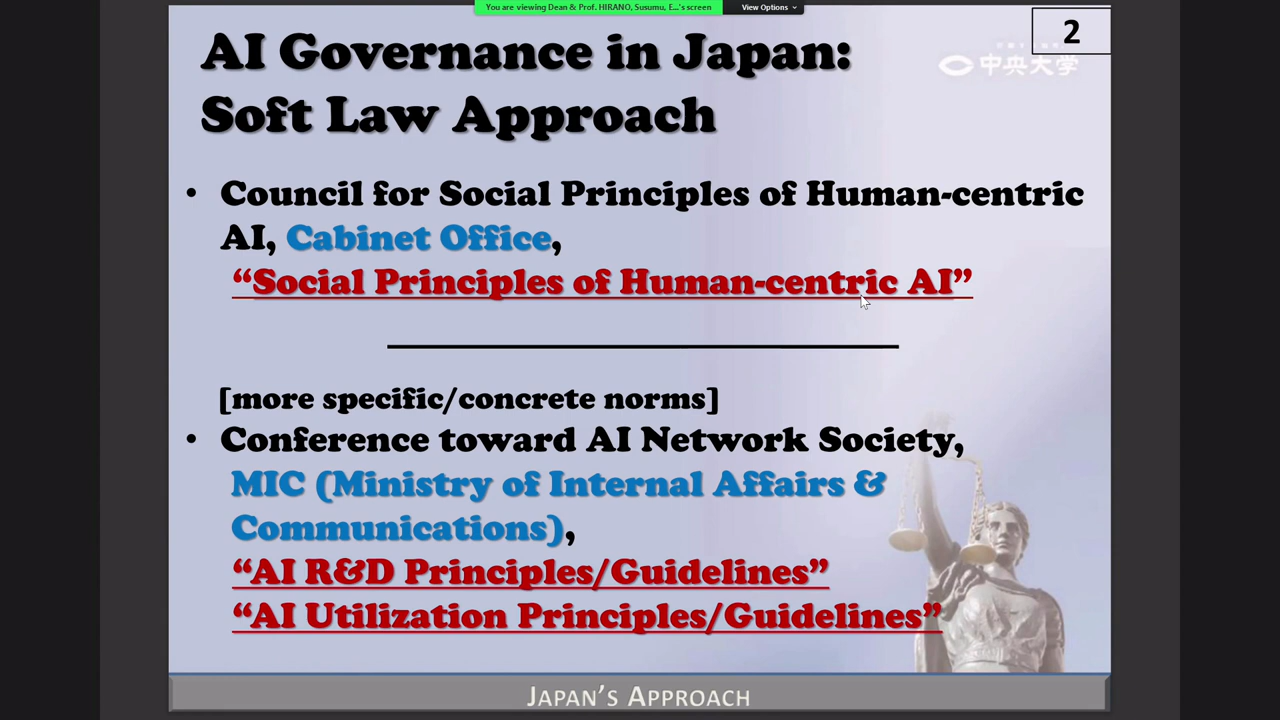 You are viewing Dean & Prof. HIRANO, Susumu, E...'s screen
View Options
2
AI Governance in Japan:
中央大学
Soft Law Approach
• Council for Social Principles of Human-centric
AI, Cabinet Office,
“Social Principles of Human-centric AI”
[more specific/concrete norms]
• Conference toward AI Network Society,
MIC (Ministry of Internal Affairs &
Communications),
“AI R&D Principles/Guidelines”
“AI Utilization Principles/Guidelines”
JAPAN’S APPROACH